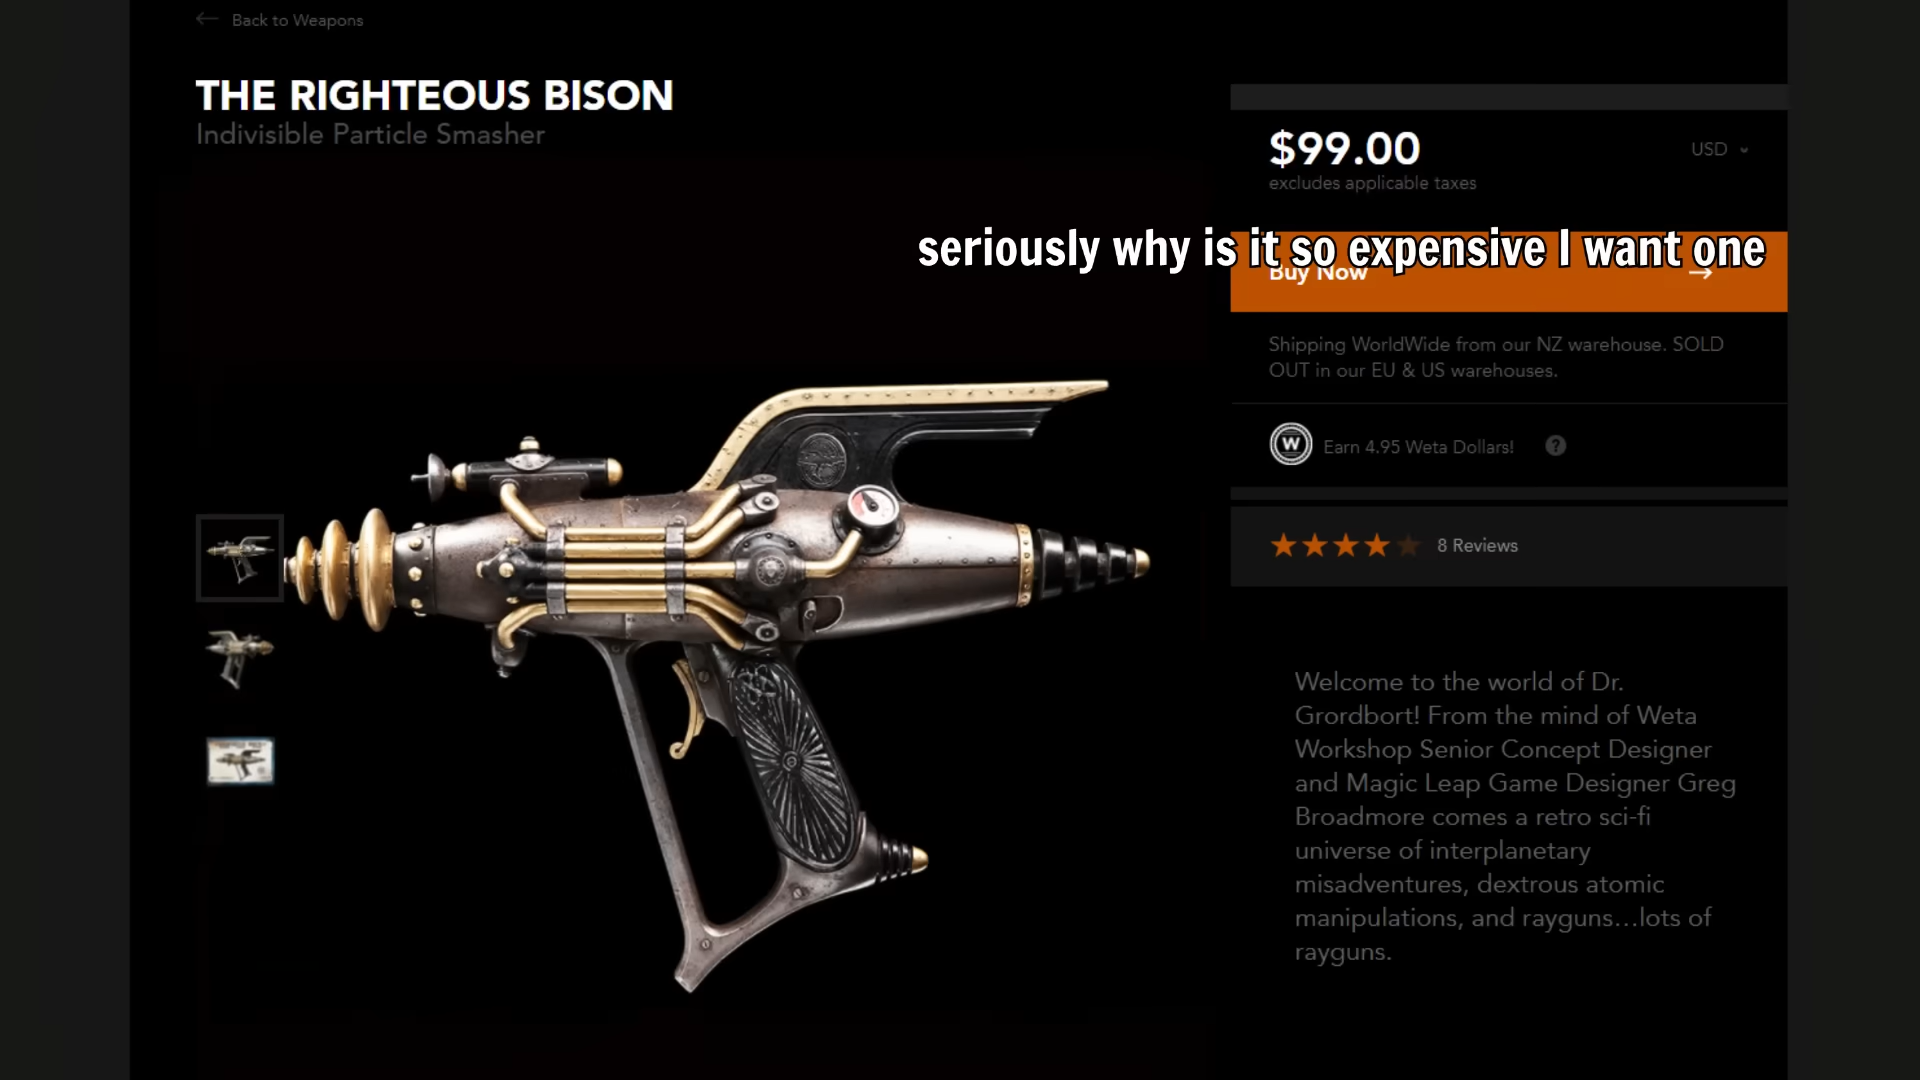 Back to Weapons
THE RIGHTEOUS BISON
Indivisible Particle Smasher
$99.00
USD
excludes applicable taxes
seriously why is it so expensive I want one
Buy Now
Shipping WorldWide from our NZ warehouse. SOLD
OUT in our EU & US warehouses.
W
Earn 4.95 Weta Dollars!
?
8 Reviews
Welcome to the world of Dr.
Grordbort! From the mind of Weta
Workshop Senior Concept Designer
and Magic Leap Game Designer Greg
Broadmore comes a retro sci-fi
universe of interplanetary
misadventures, dextrous atomic
manipulations, and rayguns...lots of
rayguns.